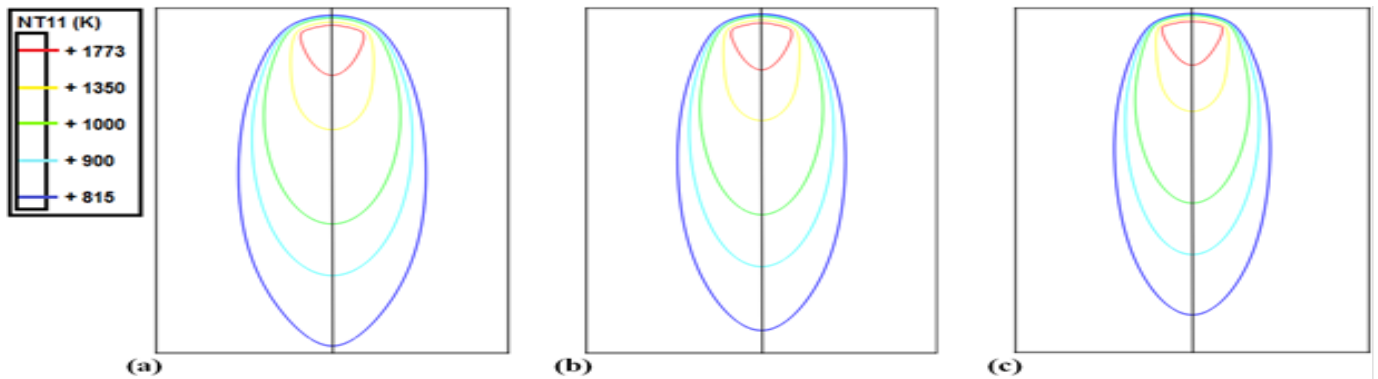 NT11 (K)
+ 1773
+ 1350
+ 1000
+ 900
+ 815
(a)
(b)
(c)